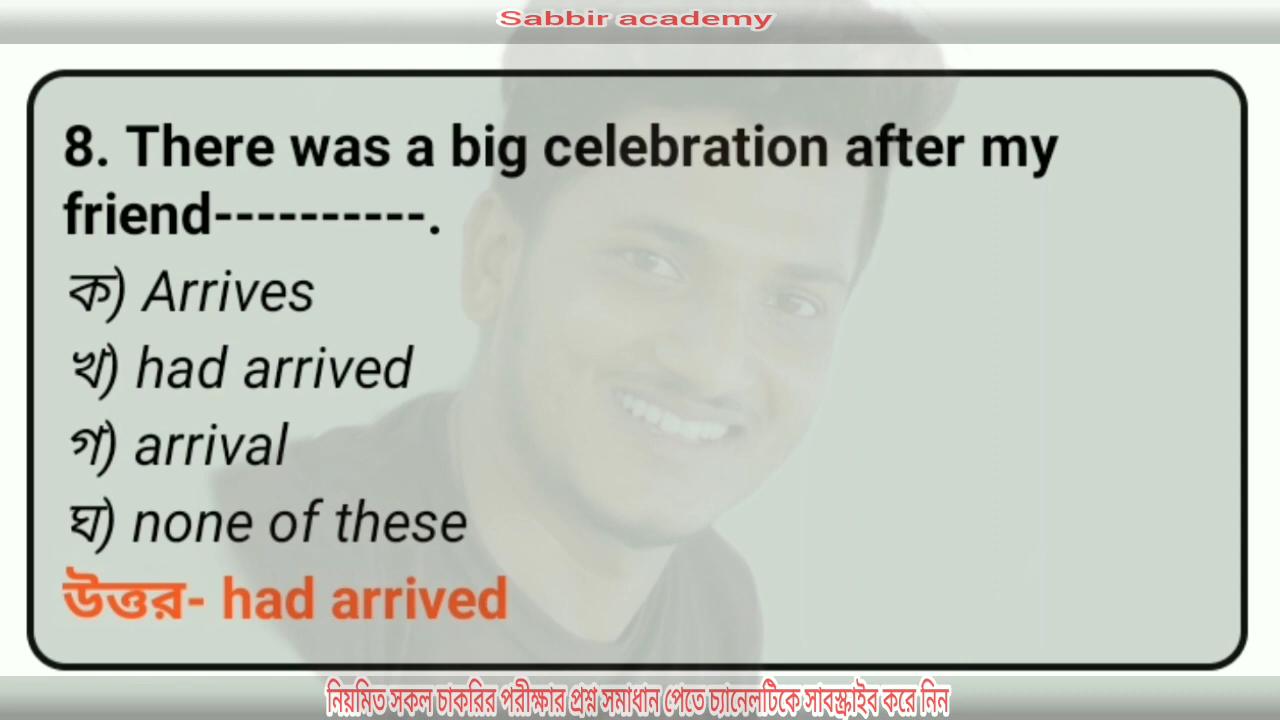 Sabbir academy
8. There was a big celebration after my
friend----------.
ক) Arrives
খ) had arrived
গ) arrival
ঘ) none of these
উত্তর- had arrived
নিয়মিত সকল চাকরির পরীক্ষার প্রশ্ন সমাধান পেতে চ্যানেলটিকে সাবস্ক্রাইব করে নিন